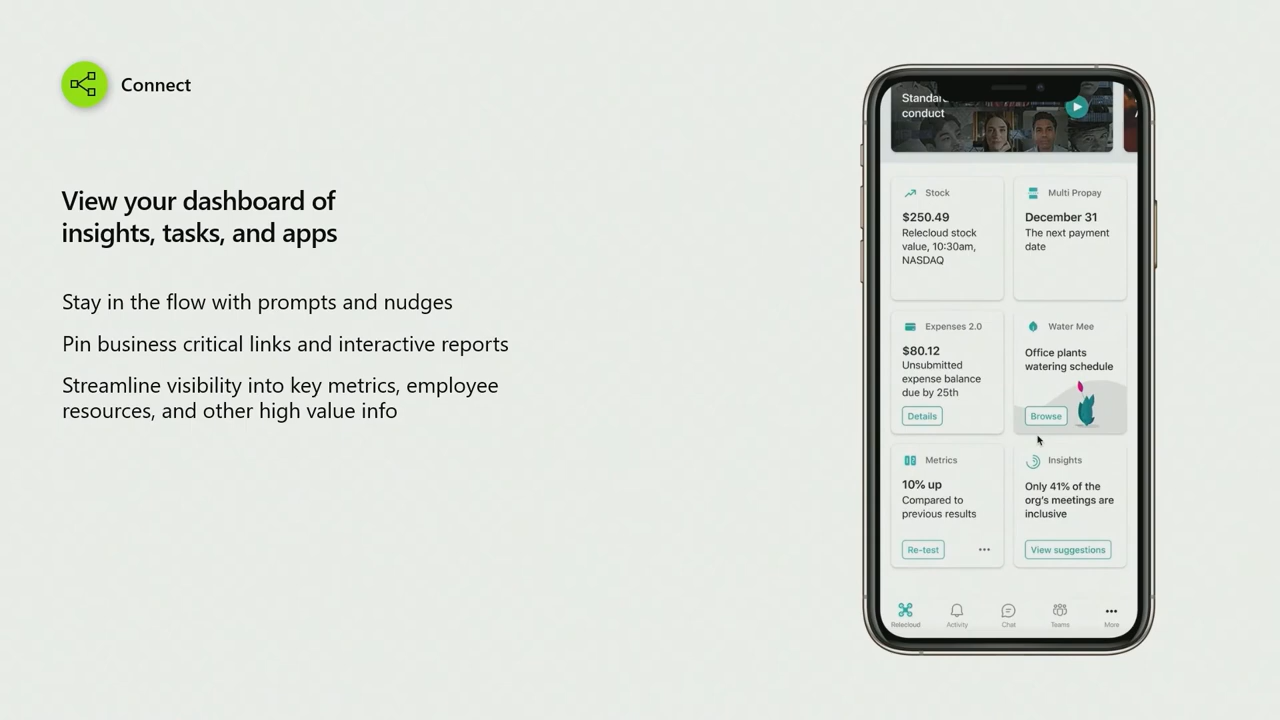 Connect
View your dashboard of
insights, tasks, and apps
Stay in the flow with prompts and nudges
Pin business critical links and interactive reports
Streamline visibility into key metrics, employee
resources, and other high value info
conduct
Stock
$250.49
Relecloud stock
value, 10:30am,
NASDAQ
Multi Propay
December 31
The next payment
date
Expenses 2.0
$80.12
Unsubmitted
expense balance
due by 25th
Details
Water Mee
Office plants
watering schedule
Browse
Metrics
10% up
Compared to
previous results
Re-test
Insights
Only 41% of the
org's meetings are
inclusive
View suggestions
Relecloud
Activity
Chat
Teams
More